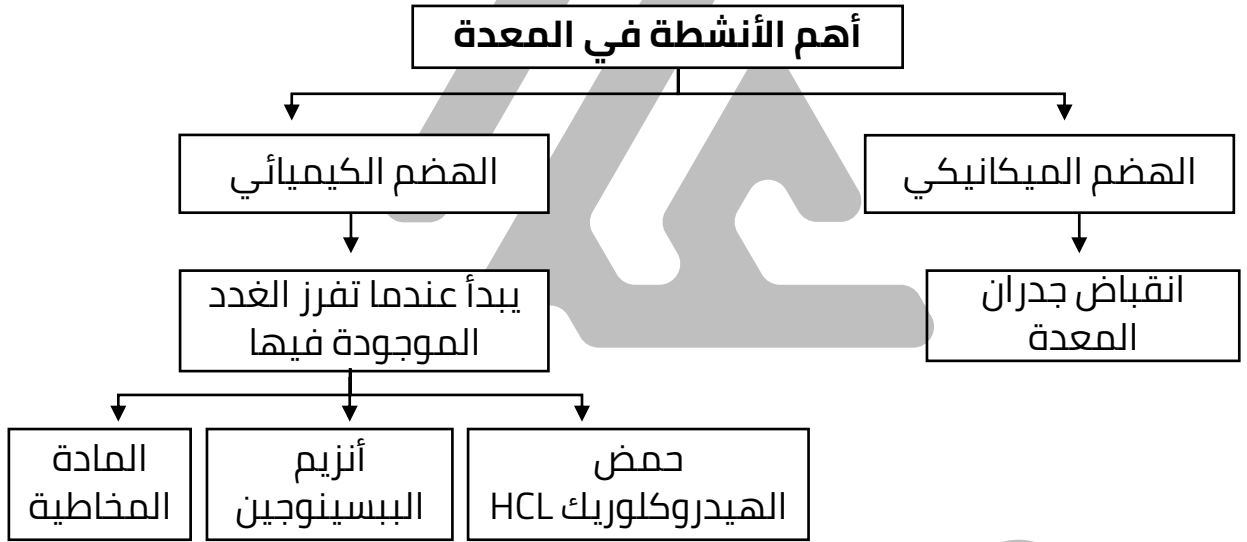 أهم الأنشطة في المعدة
الهضم الميكانيكي
الهضم الكيميائي
انقباض جدران
المعدة
يبدأ عندما تفرز الغدد
الموجودة فيها
حمض
الهيدروكلوريك HCL
أنزيم
الببسينوجين
المادة
المخاطية